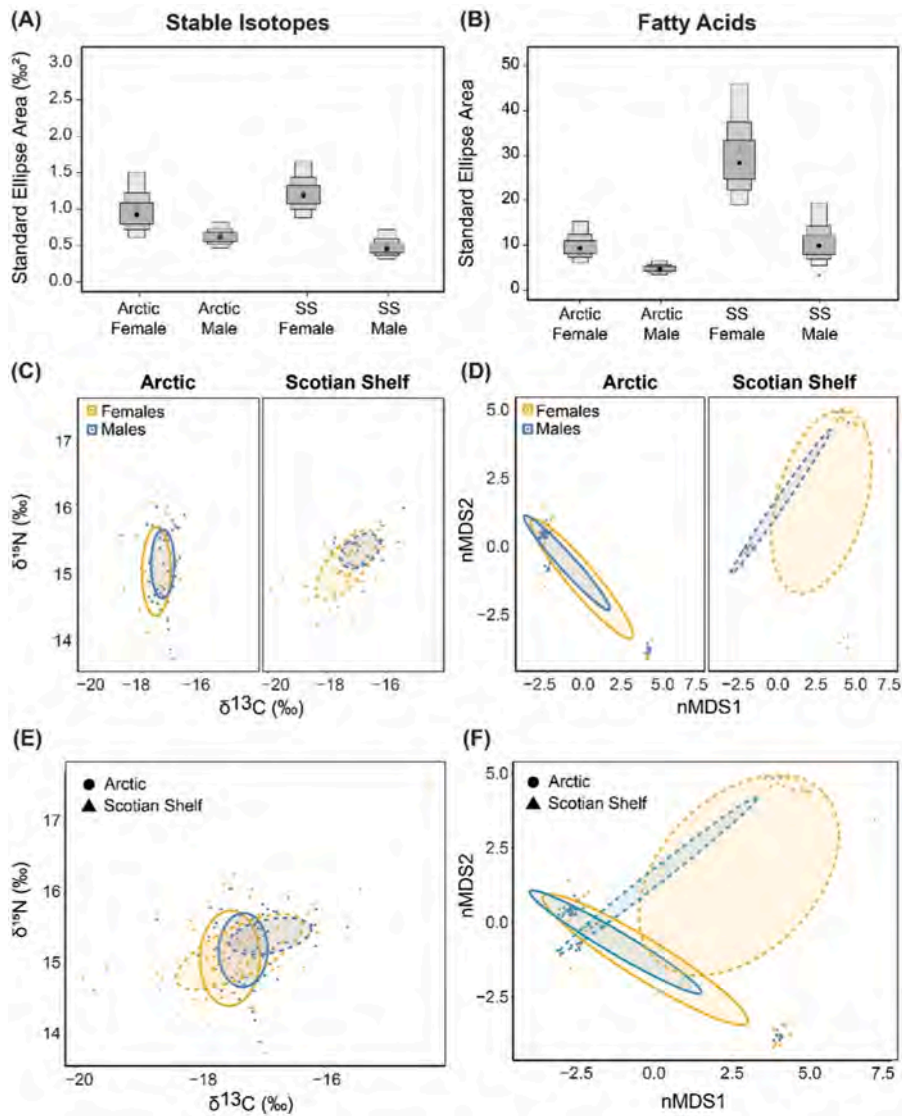 (A) Stable Isotopes
Standard Ellipse Area (‰²)
3.0
2.5
2.0
1.5
1.0
0.5
0.0
Arctic Female
Arctic Male
SS Female
SS Male
(B) Fatty Acids
Standard Ellipse Area
50
40
30
20
10
0
Arctic Female
Arctic Male
SS Female
SS Male
(C)
Arctic
Scotian Shelf
Females
Males
δ¹⁵N (‰)
17
16
15
14
−20 −18 −16
−20 −18 −16
δ13C (‰)
(D)
Arctic
Scotian Shelf
Females
Males
nMDS2
5.0
2.5
0.0
−2.5
−2.5 0.0 2.5 5.0 7.5
−2.5 0.0 2.5 5.0 7.5
nMDS1
(E)
Arctic
Scotian Shelf
δ¹⁵N (‰)
17
16
15
14
−20 −18 −16
δ13C (‰)
(F)
Arctic
Scotian Shelf
nMDS2
5.0
2.5
0.0
−2.5
−2.5 0.0 2.5 5.0 7.5
nMDS1